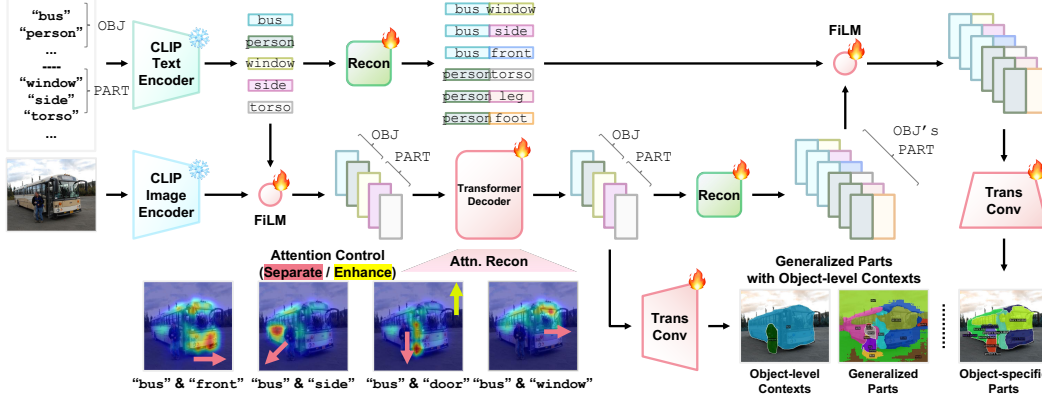 “bus”
“person”
...
----
“window”
“side”
“torso”
...
OBJ
PART
CLIP
Text
Encoder
bus
person
window
side
torso
Recon
bus window
bus side
bus front
person torso
person leg
person foot
FiLM
CLIP
Image
Encoder
FiLM
OBJ
PART
Transformer
Decoder
OBJ
PART
Recon
OBJ's
PART
Trans
Conv
Attention Control
(Separate / Enhance)
Attn. Recon
“bus” & “front”
“bus” & “side”
“bus” & “door”
“bus” & “window”
Trans
Conv
Generalized Parts
with Object-level Contexts
Object-level
Contexts
Generalized
Parts
Object-specific
Parts